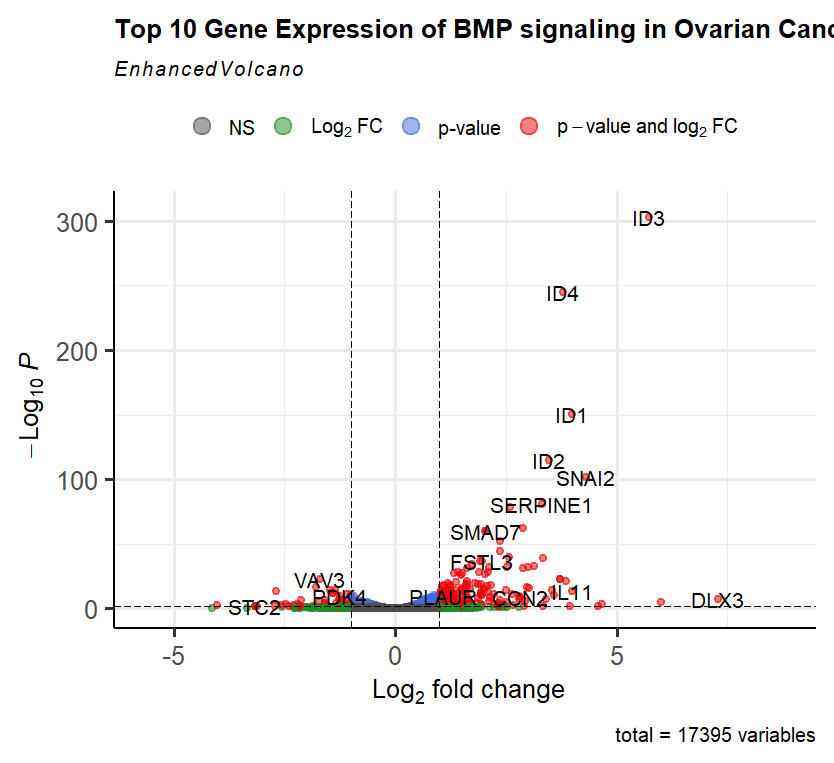 Top 10 Gene Expression of BMP signaling in Ovarian Canc
EnhancedVolcano
NS Log2 FC p-value p − value and log2 FC
−Log10 P
300
200
100
0
ID3
ID4
ID1
ID2
SNAI2
SERPINE1
SMAD7
FSTL3
VAV3
PDK4
PLAUR
IL11
DLX3
STC2
-5 0 5
Log2 fold change
total = 17395 variables